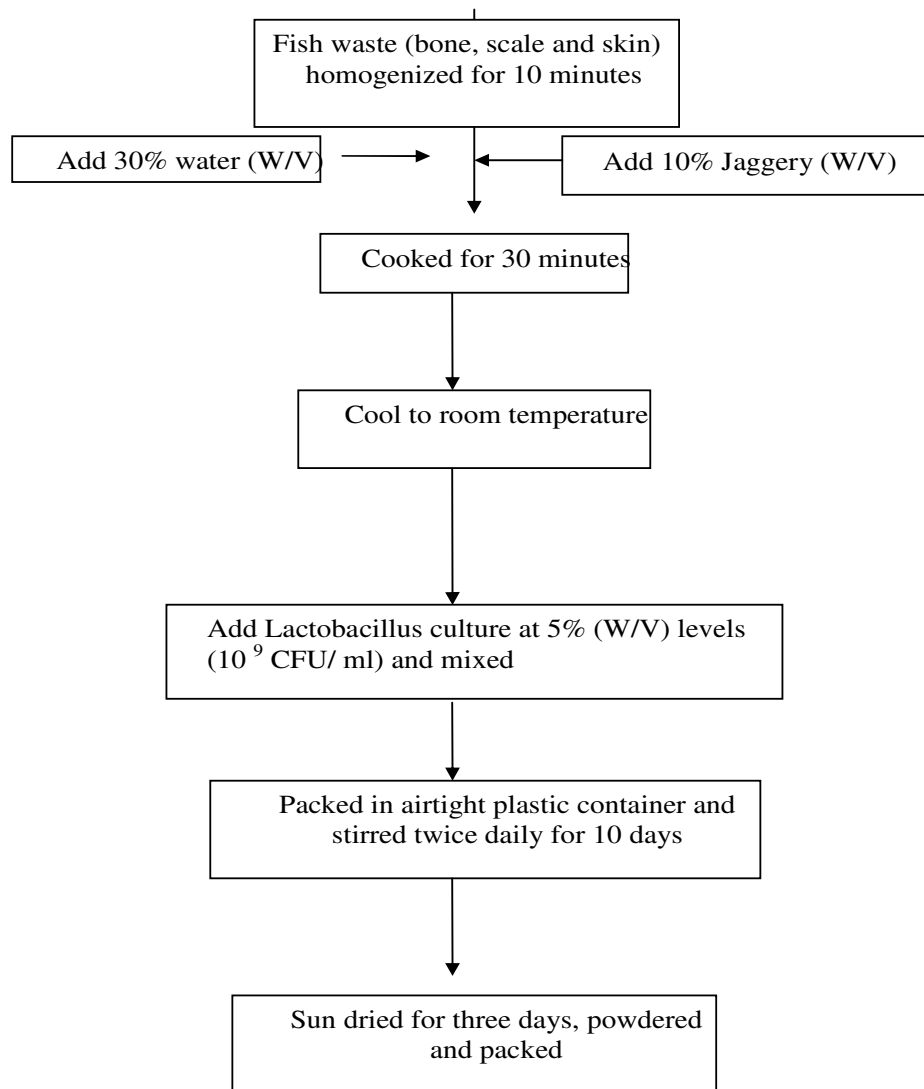 Fish waste (bone, scale and skin)
homogenized for 10 minutes
Add 30% water (W/V)
Add 10% Jaggery (W/V)
Cooked for 30 minutes
Cool to room temperature
Add Lactobacillus culture at 5% (W/V) levels
(10 ⁹ CFU/ ml) and mixed
Packed in airtight plastic container and
stirred twice daily for 10 days
Sun dried for three days, powdered
and packed